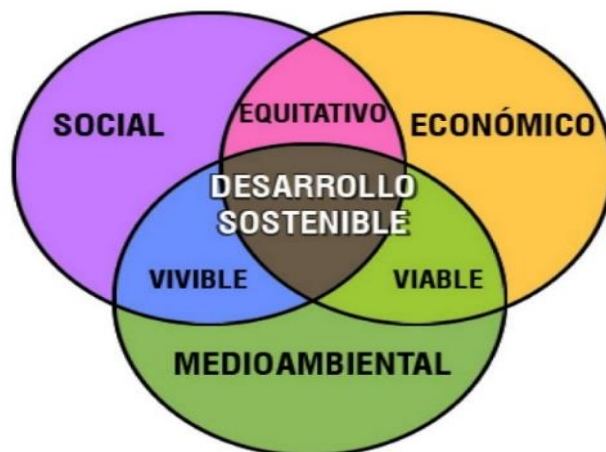 EQUITATIVO
SOCIAL
ECONÓMICO
DESARROLLO
SOSTENIBLE
VIVIBLE
VIABLE
MEDIOAMBIENTAL